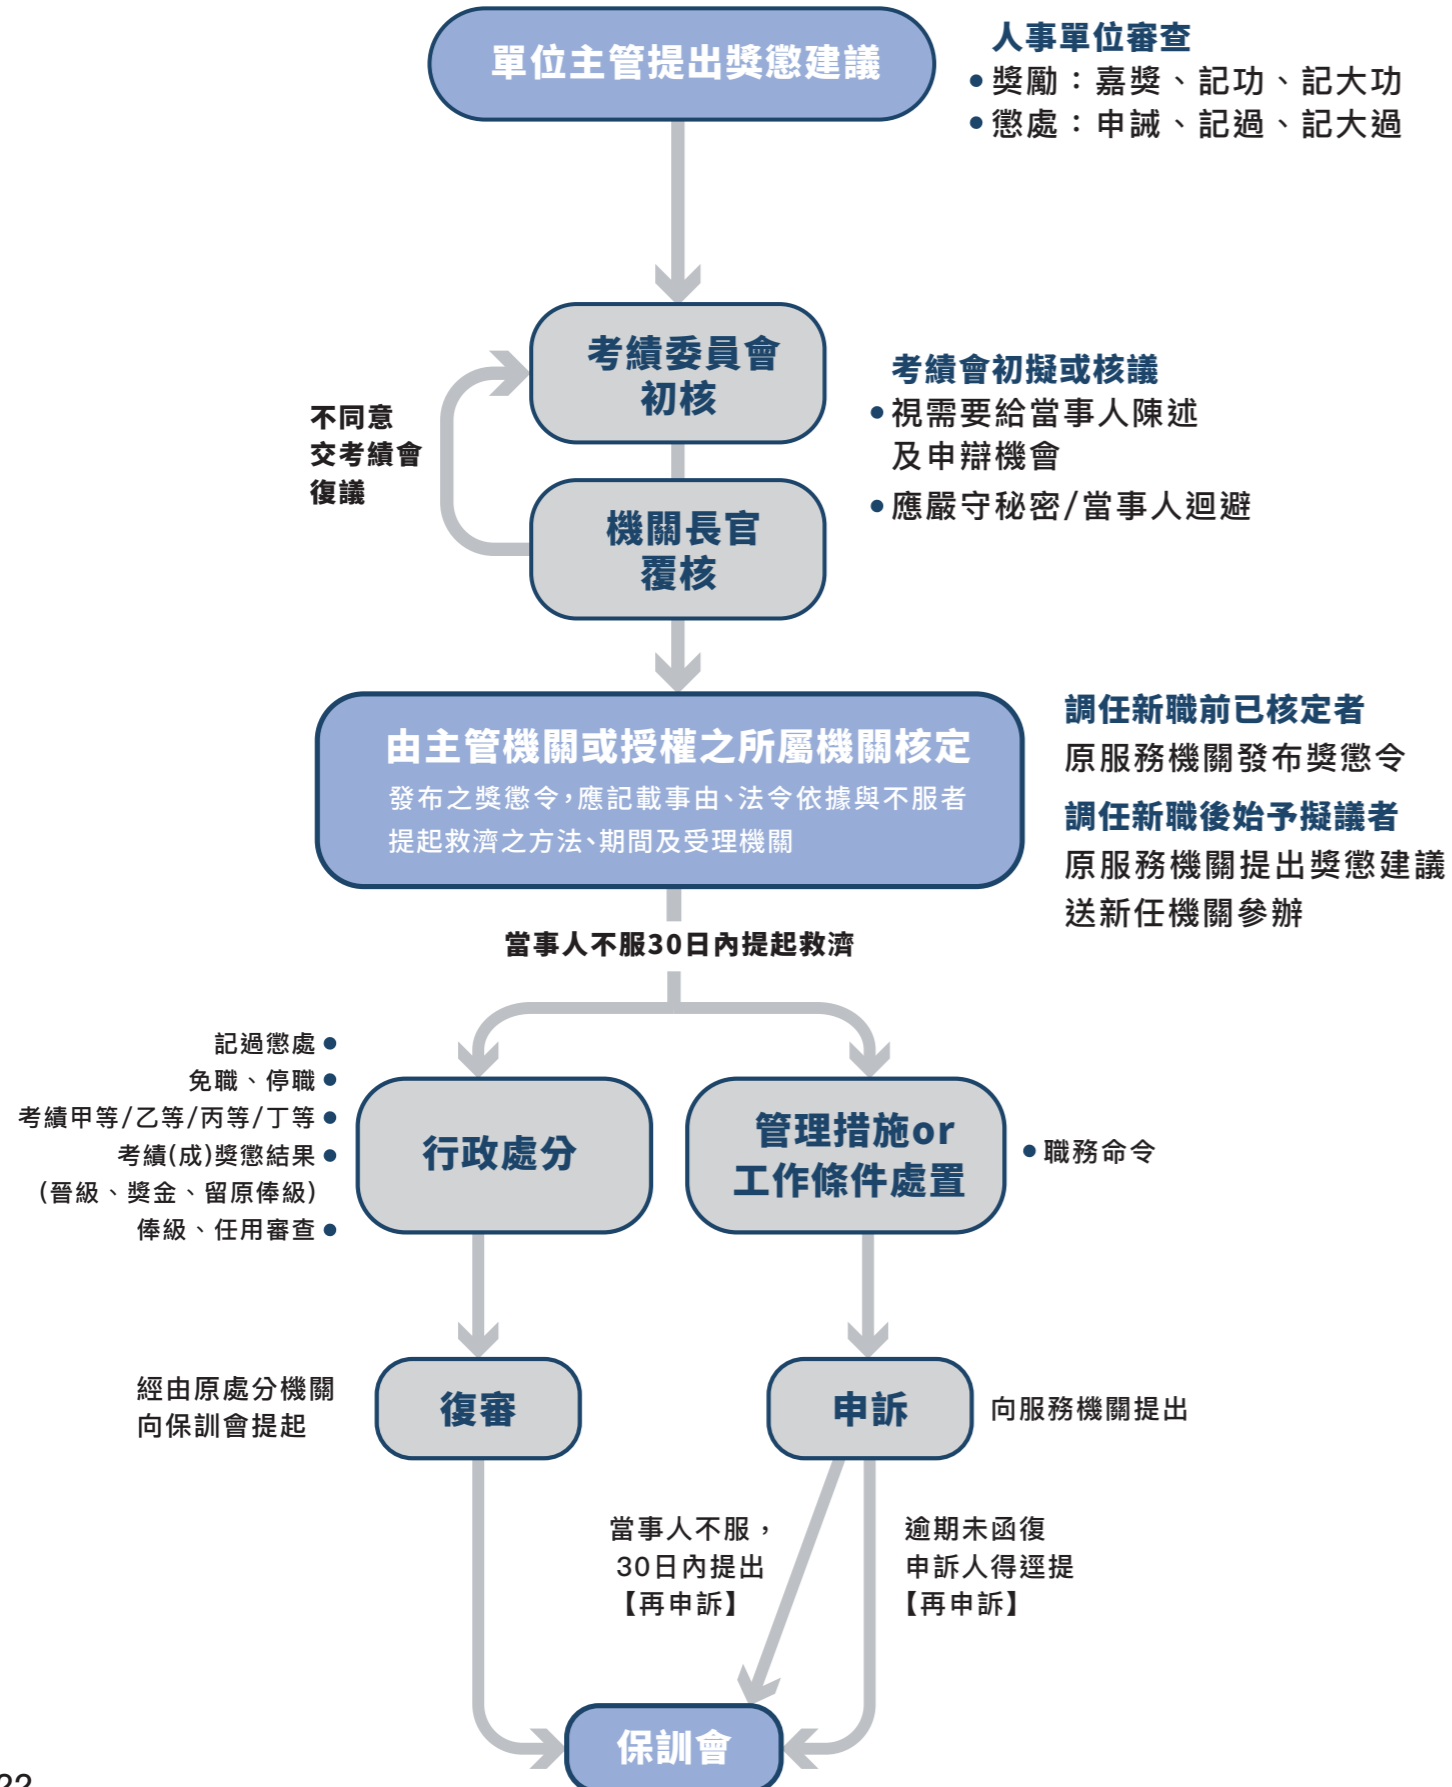 單位主管提出獎懲建議
人事單位審查
•獎勵：嘉獎、記功、記大功
•懲處：申誡、記過、記大過
考績委員會
初核
不同意
交考績會
復議
考績會初擬或核議
•視需要給當事人陳述
及申辯機會
•應嚴守秘密/當事人迴避
機關長官
覆核
由主管機關或授權之所屬機關核定
發布之獎懲令，應記載事由、法令依據與不服者
提起救濟之方法、期間及受理機關
調任新職前已核定者
原服務機關發布獎懲令
調任新職後始予擬議者
原服務機關提出獎懲建議
送新任機關參辦
當事人不服30日內提起救濟
記過懲處•
免職、停職•
考績甲等/乙等/丙等/丁等•
考績(成)獎懲結果•
(晉級、獎金、留原俸級)
俸級、任用審查•
行政處分
管理措施or
工作條件處置
•職務命令
經由原處分機關
向保訓會提起
復審
申訴
向服務機關提出
當事人不服，
30日內提出
【再申訴】
逾期未函復
申訴人得逕提
【再申訴】
保訓會
22